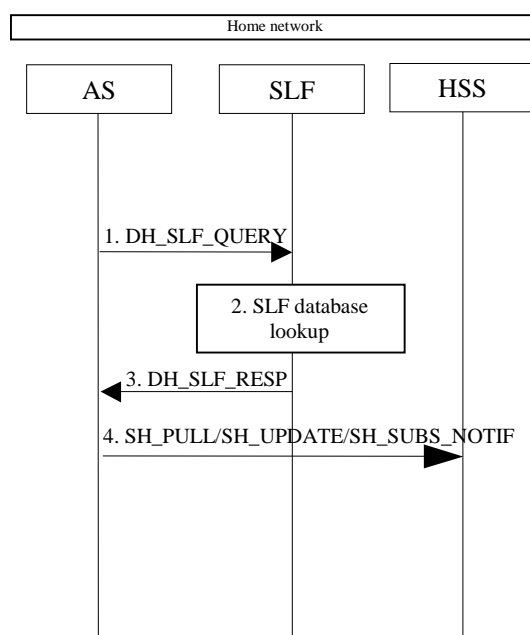 Home network
AS
SLF
HSS
1. DH_SLF_QUERY
2. SLF database
lookup
3. DH_SLF_RESP
4. SH_PULL/SH_UPDATE/SH_SUBS_NOTIF